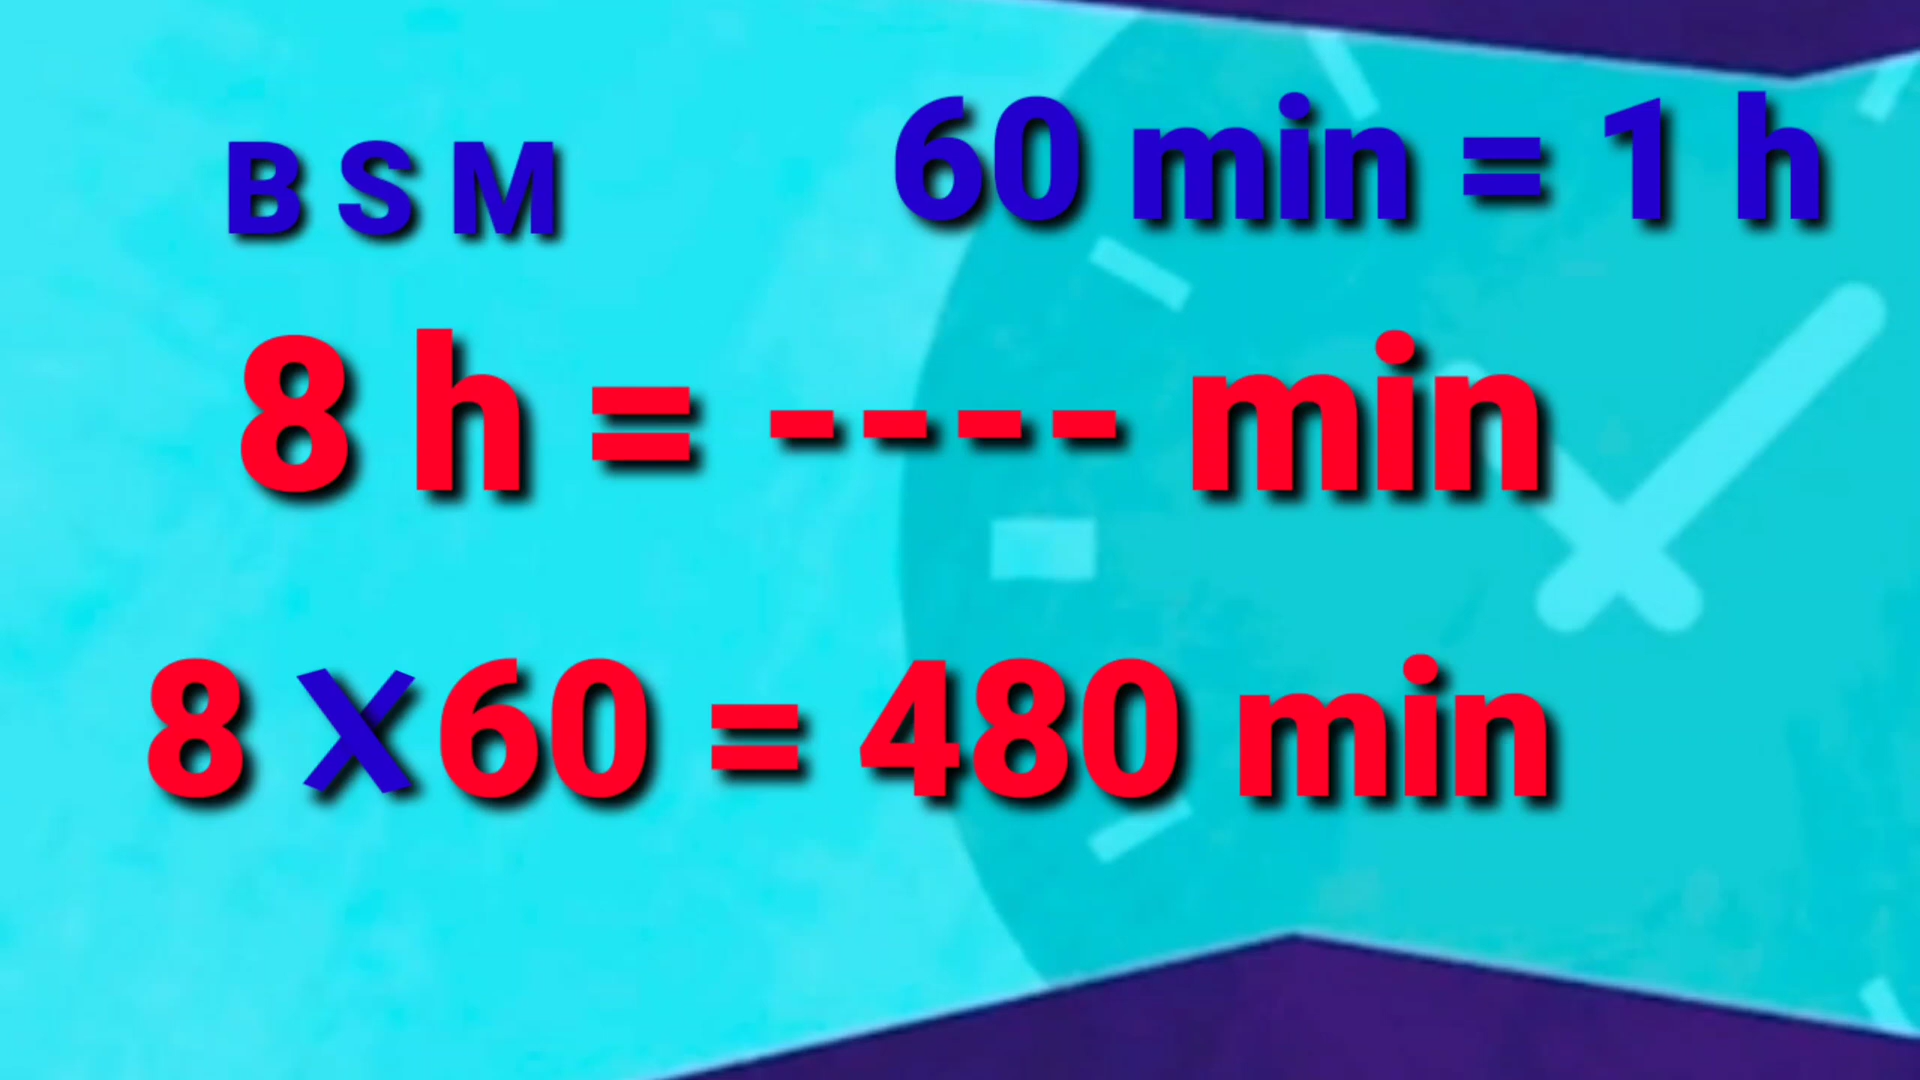 B S M 60 min = 1 h
8 h = ---- min
8 X 60 = 480 min